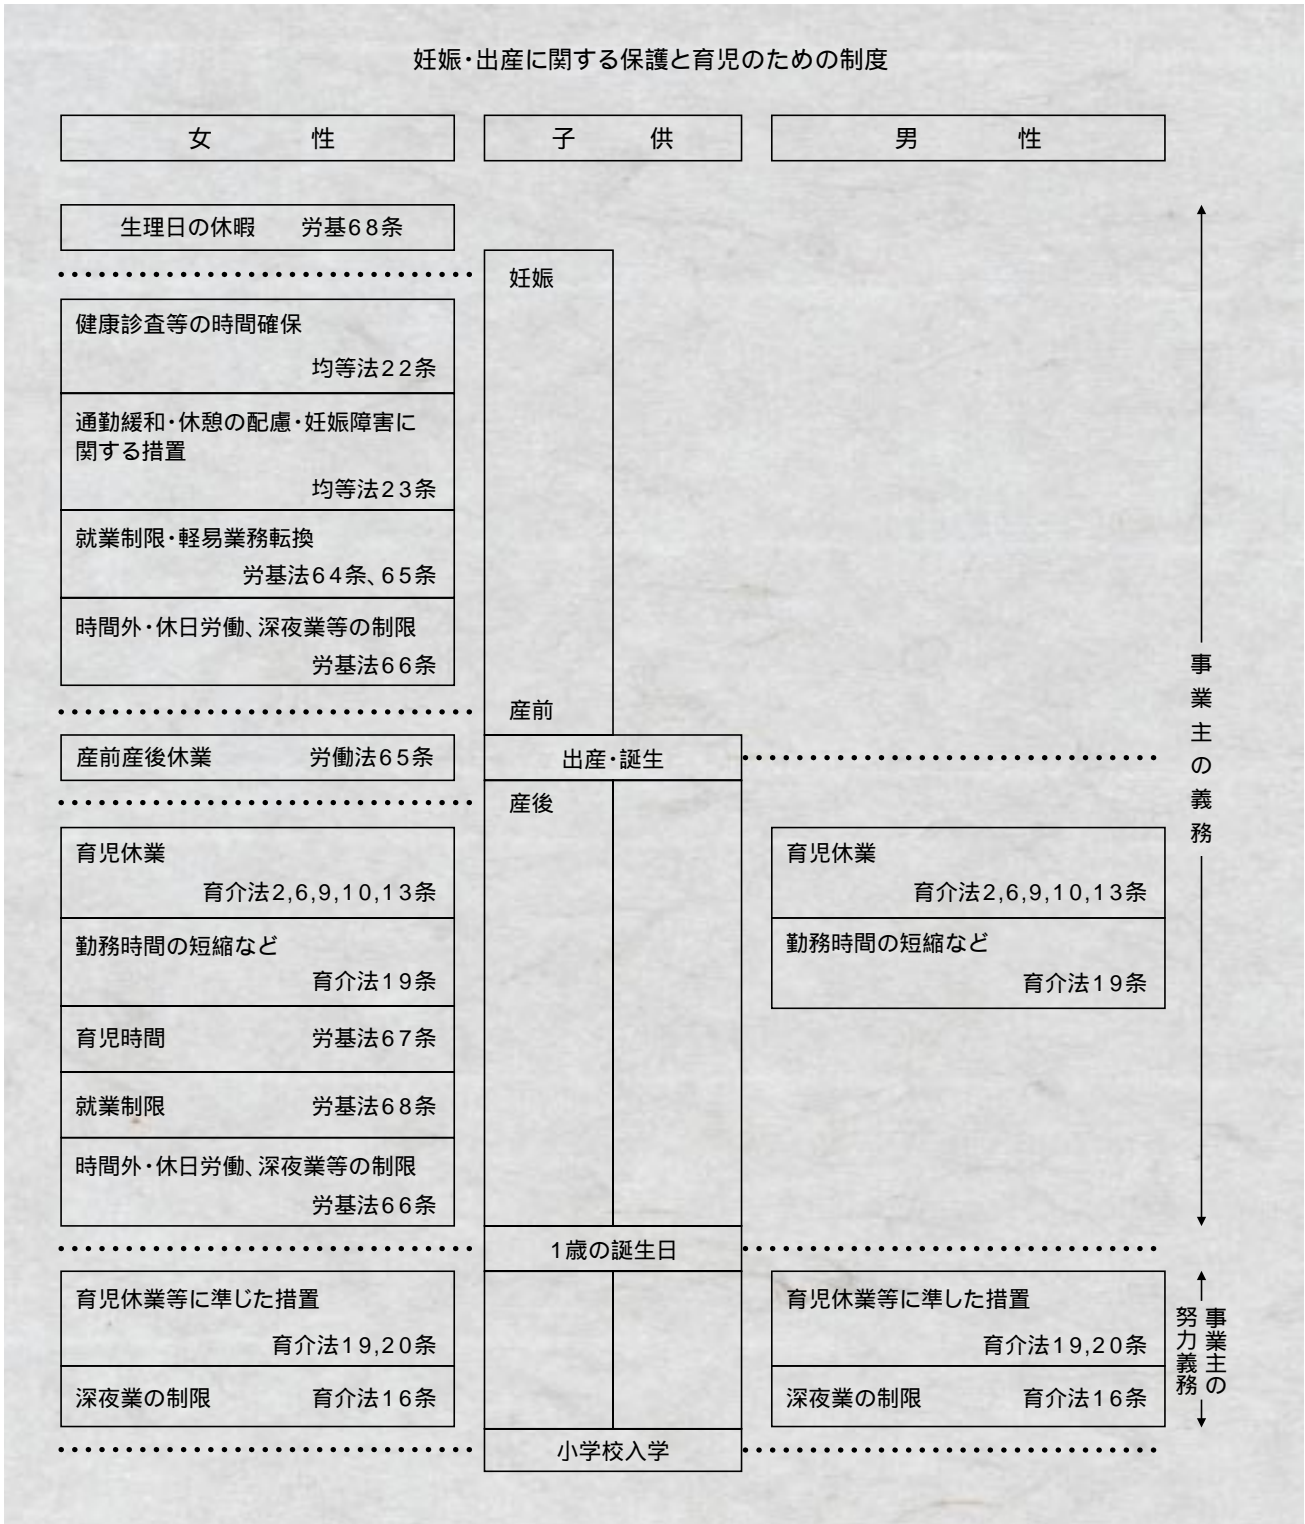 妊娠・出産に関する保護と育児のための制度
女　性
子　供
男　性
生理日の休暇　労基68条
妊娠
健康診査等の時間確保
均等法22条
通勤緩和・休憩の配慮・妊娠障害に
関する措置
均等法23条
就業制限・軽易業務転換
労基法64条、65条
時間外・休日労働、深夜業等の制限
労基法66条
産前
産前産後休業　労働法65条
出産・誕生
産後
育児休業
育介法2,6,9,10,13条
勤務時間の短縮など
育介法19条
育児時間　労基法67条
就業制限　労基法68条
時間外・休日労働、深夜業等の制限
労基法66条
育児休業
育介法2,6,9,10,13条
勤務時間の短縮など
育介法19条
事業主の義務
1歳の誕生日
育児休業等に準じた措置
育介法19,20条
深夜業の制限　育介法16条
育児休業等に準した措置
育介法19,20条
深夜業の制限　育介法16条
事業主の
努力義務
小学校入学